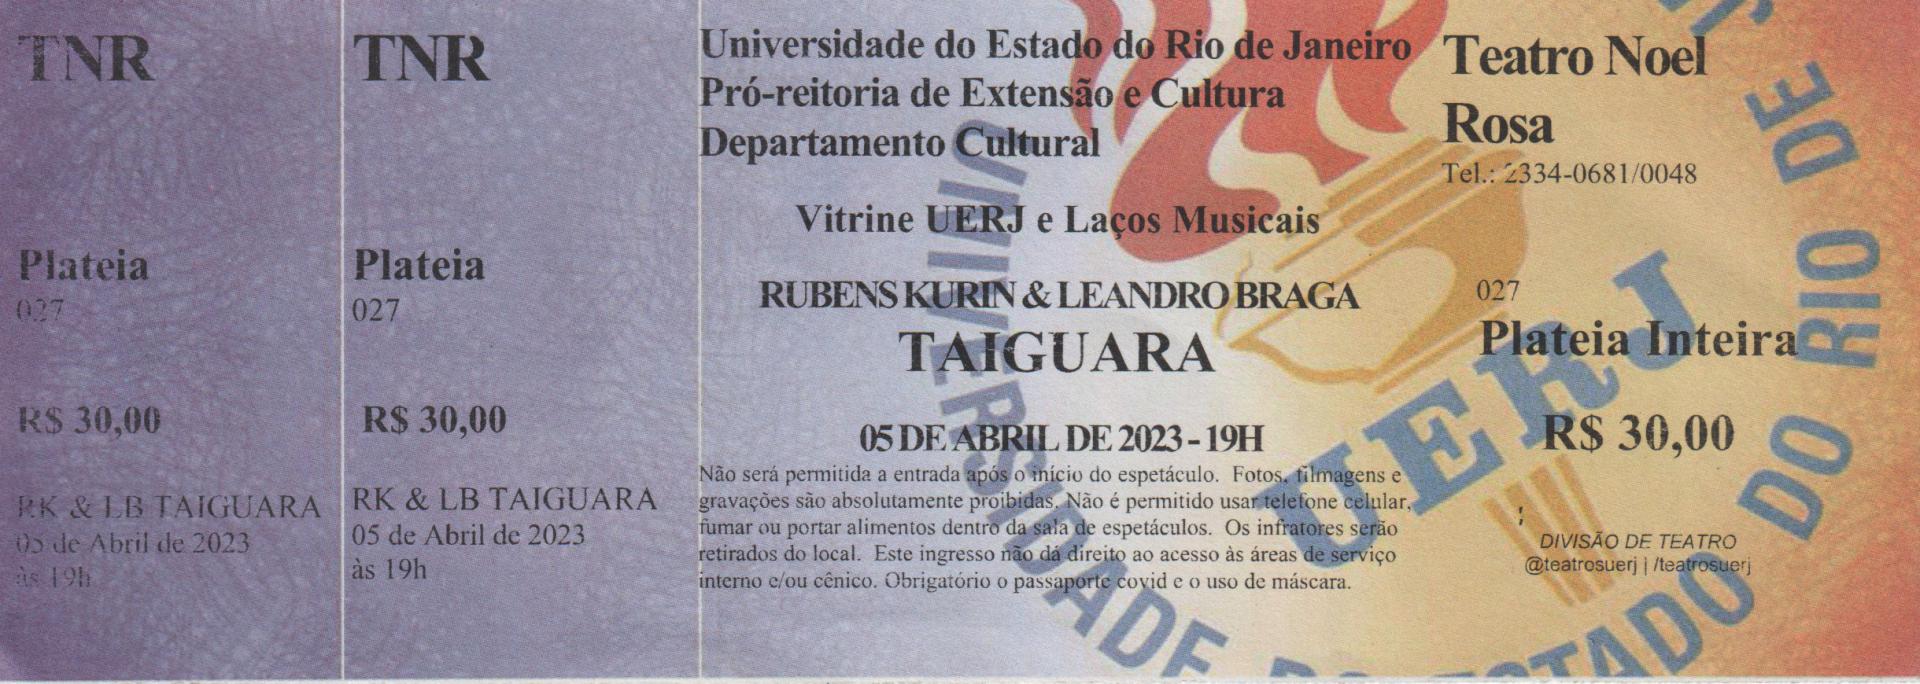 TNR
Plateia
027
R$ 30,00
RK & LB TAIGUARA
05 de Abril de 2023
às 19h
TNR
Plateia
027
R$ 30,00
RK & LB TAIGUARA
05 de Abril de 2023
às 19h
Universidade do Estado do Rio de Janeiro
Pró-reitoria de Extensão e Cultura
Departamento Cultural
Vitrine UERJ e Laços Musicais
RUBENS KURIN & LEANDRO BRAGA
TAIGUARA
05 DE ABRIL DE 2023 - 19H
Não será permitida a entrada após o início do espetáculo. Fotos, filmagens e
gravações são absolutamente proibidas. Não é permitido usar telefone celular,
fumar ou portar alimentos dentro da sala de espetáculos. Os infratores serão
retirados do local. Este ingresso não dá direito ao acesso às áreas de serviço
interno e/ou cênico. Obrigatório o passaporte covid e o uso de máscara.
Teatro Noel
Rosa
Tel.: 2334-0681/0048
027
Plateia Inteira
R$ 30,00
DIVISÃO DE TEATRO
@teatrosuerj | /teatrosuerj
UERJ
UNIVERSIDADE DO ESTADO DO RIO DE J